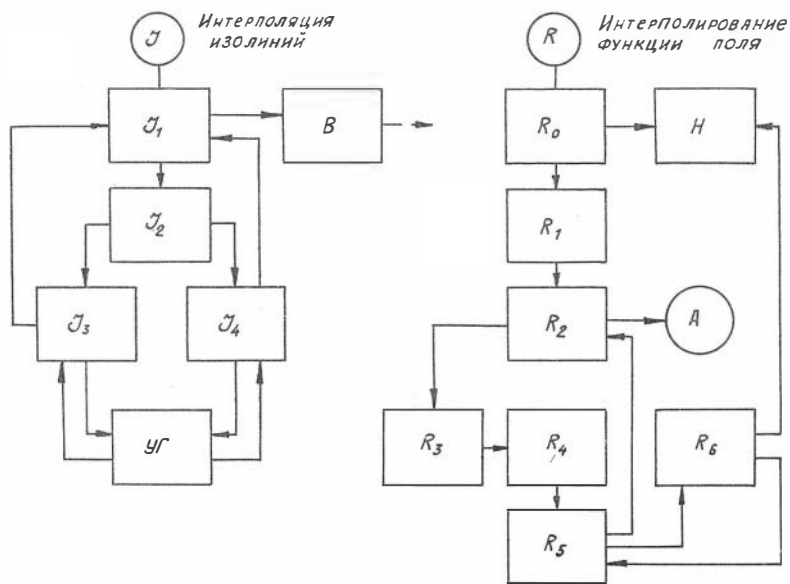 J
Интерполяция
изолиний
J₁
B
J₂
J₃
J₄
УГ
R
Интерполирование
функции поля
R₀
H
R₁
R₂
A
R₃
R₄
R₆
R₅